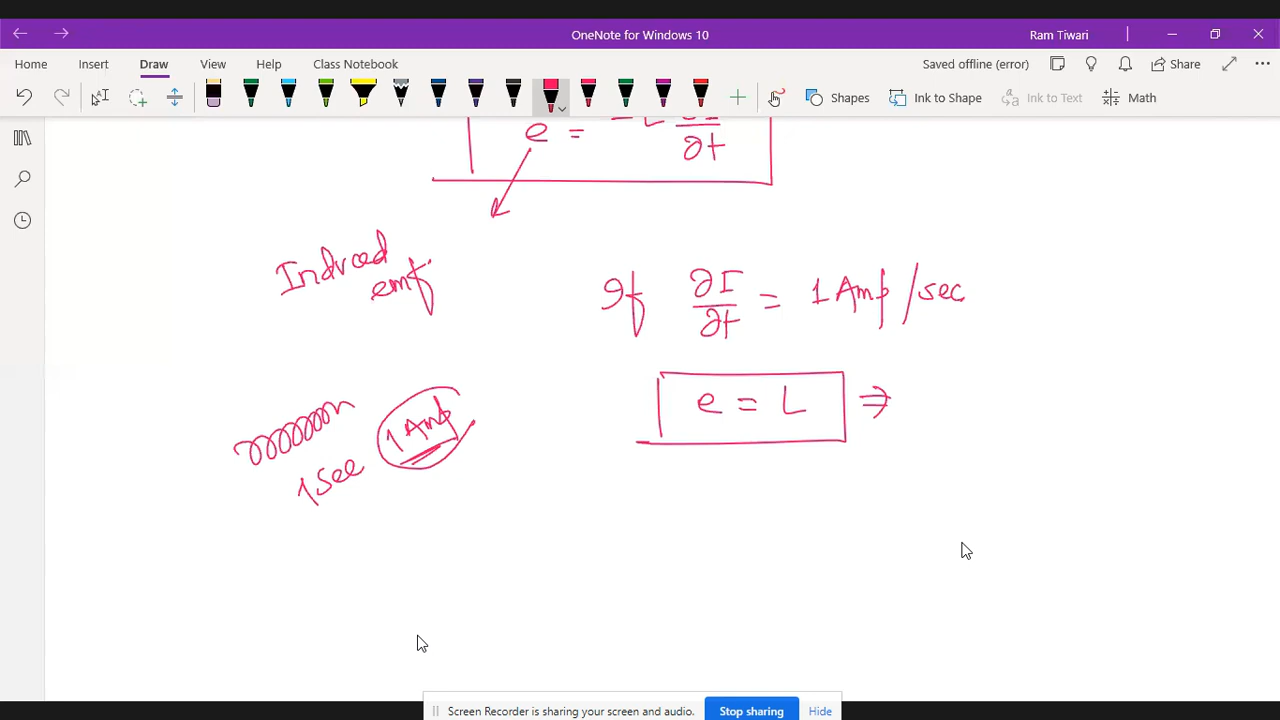 OneNote for Windows 10
Ram Tiwari
Home Insert Draw View Help Class Notebook
Saved offline (error)
Share
Shapes
Ink to Shape
Ink to Text
Math
e = - L ∂I/∂t
Indvced
emf
If ∂I/∂t = 1 Amp/sec
e = L ⇒
1 Amp
1 Sec
Screen Recorder is sharing your screen and audio.
Stop sharing
Hide